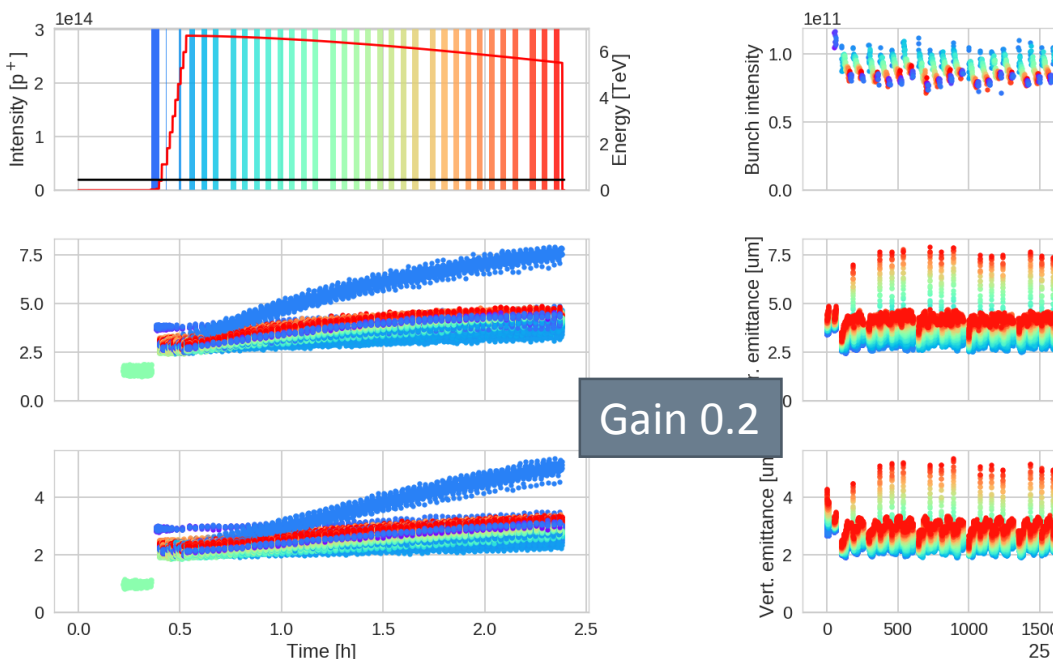 1e14
3
2
1
0
Intensity [p+]
6
4
2
0
Energy [TeV]
1e11
1.0
0.5
0.0
Bunch intensity
7.5
5.0
2.5
0.0
7.5
5.0
2.5
0
r. emittance [um]
Gain 0.2
4
2
0
0.0 0.5 1.0 1.5 2.0 2.5
Time [h]
4
2
0
Vert. emittance [um
0 500 1000 1500
25